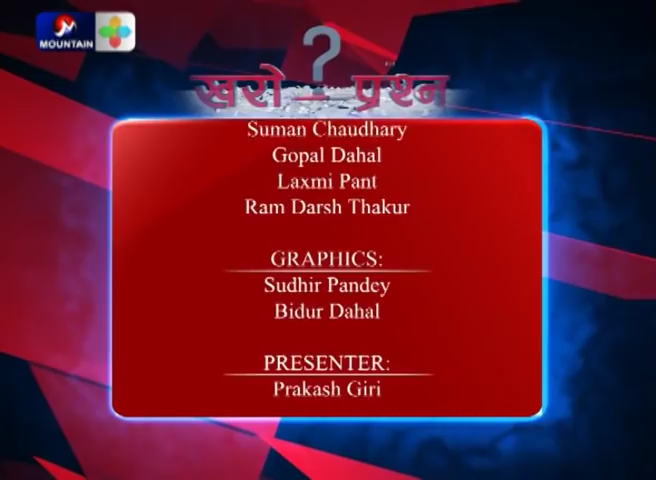 MOUNTAIN
खरो ? प्रश्न
Suman Chaudhary
Gopal Dahal
Laxmi Pant
Ram Darsh Thakur
GRAPHICS:
Sudhir Pandey
Bidur Dahal
PRESENTER:
Prakash Giri